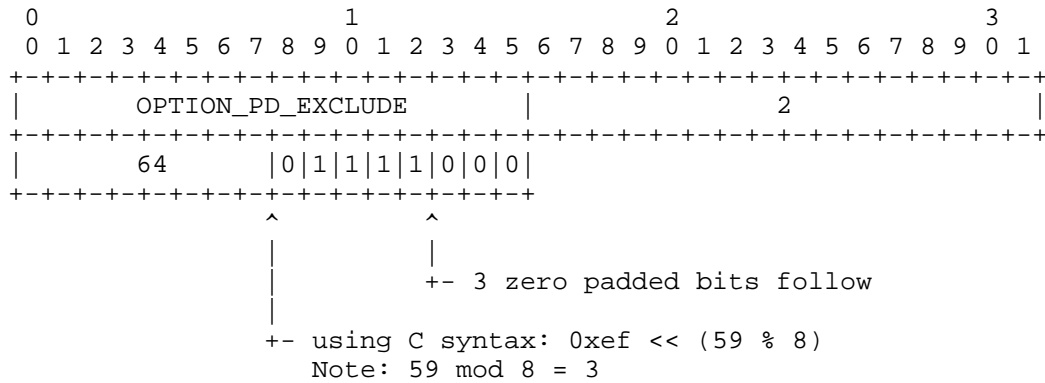 0                   1                   2                   3
 0 1 2 3 4 5 6 7 8 9 0 1 2 3 4 5 6 7 8 9 0 1 2 3 4 5 6 7 8 9 0 1
+-+-+-+-+-+-+-+-+-+-+-+-+-+-+-+-+-+-+-+-+-+-+-+-+-+-+-+-+-+-+-+-+
|       OPTION_PD_EXCLUDE       |               2               |
+-+-+-+-+-+-+-+-+-+-+-+-+-+-+-+-+-+-+-+-+-+-+-+-+-+-+-+-+-+-+-+-+
|       64      |0|1|1|1|1|0|0|0|
+-+-+-+-+-+-+-+-+-+-+-+-+-+-+-+-+
                ^         ^
                |         |
                |         +- 3 zero padded bits follow
                |
                +- using C syntax: 0xef << (59 % 8)
                   Note: 59 mod 8 = 3